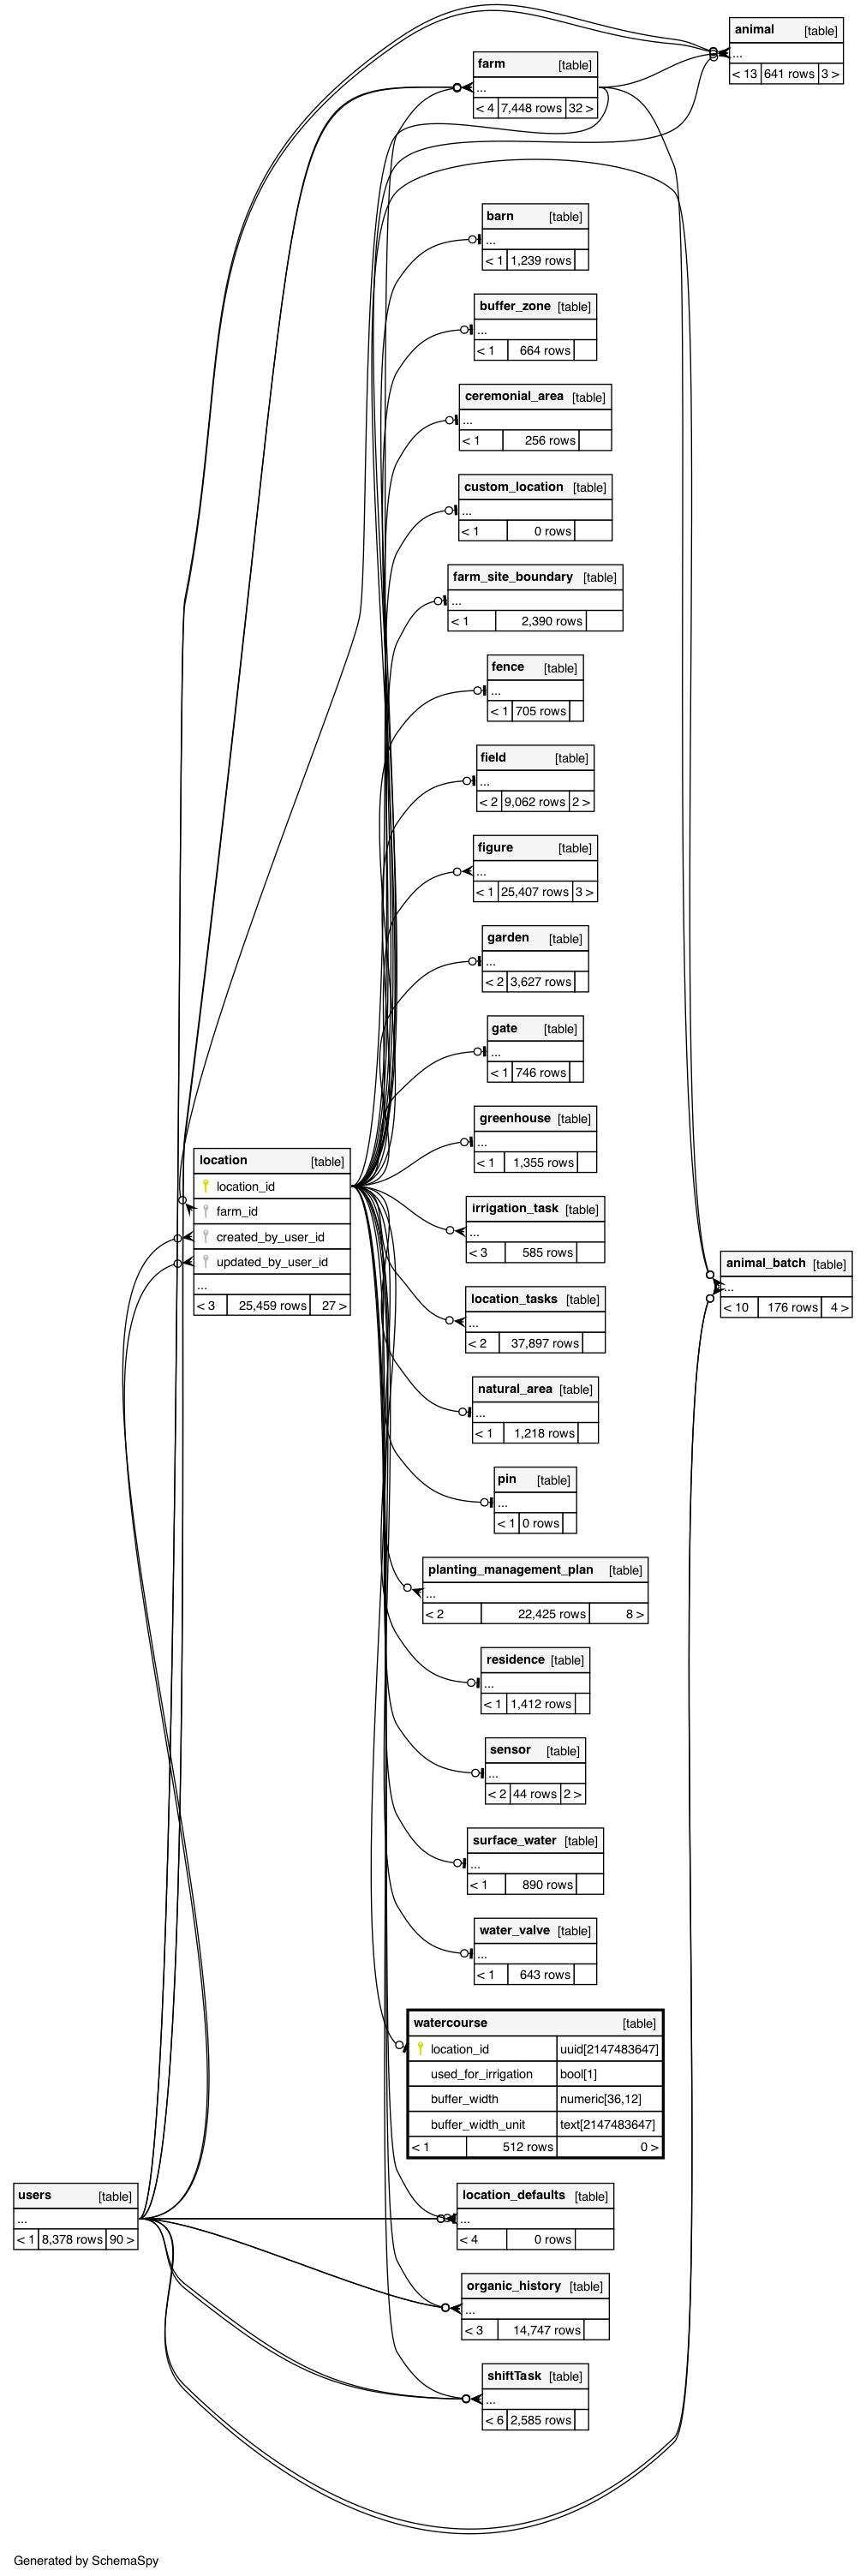 animal [table]
...
< 13 641 rows 3 >
farm [table]
...
< 4 7,448 rows 32 >
barn [table]
...
< 1 1,239 rows
buffer_zone [table]
...
< 1 664 rows
ceremonial_area [table]
...
< 1 256 rows
custom_location [table]
...
< 1 0 rows
farm_site_boundary [table]
...
< 1 2,390 rows
fence [table]
...
< 1 705 rows
field [table]
...
< 2 9,062 rows 2 >
figure [table]
...
< 1 25,407 rows 3 >
garden [table]
...
< 2 3,627 rows
gate [table]
...
< 1 746 rows
greenhouse [table]
...
< 1 1,355 rows
location [table]
location_id
farm_id
created_by_user_id
updated_by_user_id
...
< 3 25,459 rows 27 >
irrigation_task [table]
...
< 3 585 rows
animal_batch [table]
...
< 10 176 rows 4 >
location_tasks [table]
...
< 2 37,897 rows
natural_area [table]
...
< 1 1,218 rows
pin [table]
...
< 1 0 rows
planting_management_plan [table]
...
< 2 22,425 rows 8 >
residence [table]
...
< 1 1,412 rows
sensor [table]
...
< 2 44 rows 2 >
surface_water [table]
...
< 1 890 rows
water_valve [table]
...
< 1 643 rows
watercourse [table]
location_id uuid[2147483647]
used_for_irrigation bool[1]
buffer_width numeric[36,12]
buffer_width_unit text[2147483647]
< 1 512 rows 0 >
users [table]
...
< 1 8,378 rows 90 >
location_defaults [table]
...
< 4 0 rows
organic_history [table]
...
< 3 14,747 rows
shiftTask [table]
...
< 6 2,585 rows
Generated by SchemaSpy